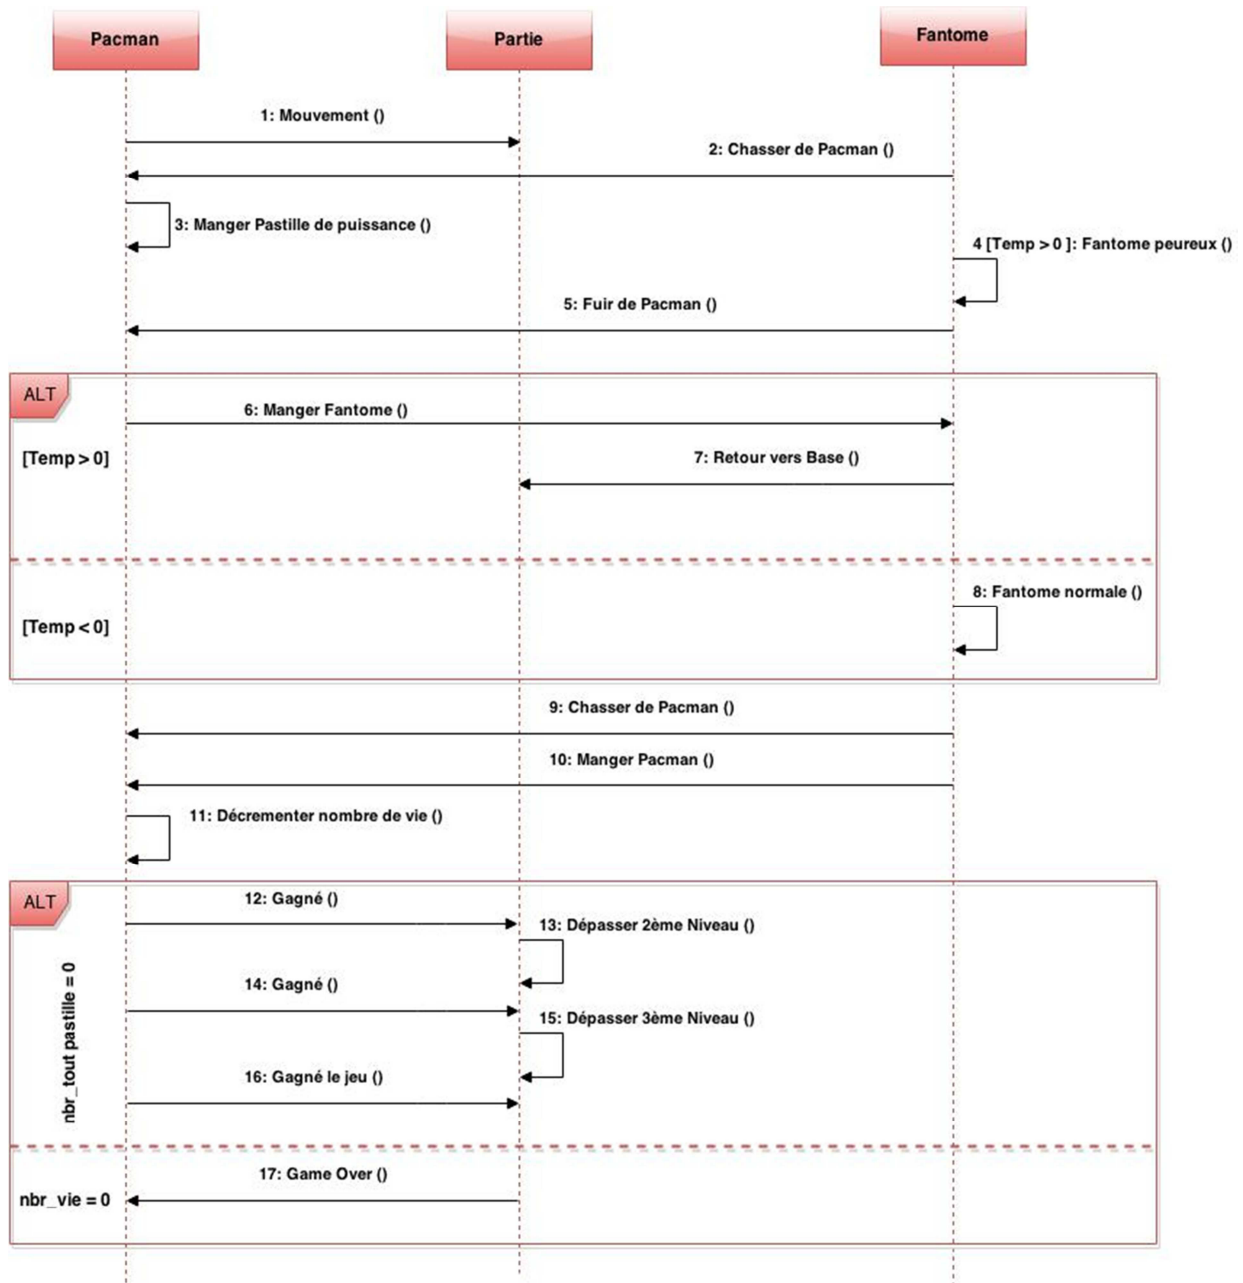 Pacman
Partie
Fantome
1: Mouvement ()
2: Chasser de Pacman ()
3: Manger Pastille de puissance ()
4 [Temp > 0 ]: Fantome peureux ()
5: Fuir de Pacman ()
ALT
6: Manger Fantome ()
[Temp > 0]
7: Retour vers Base ()
8: Fantome normale ()
[Temp < 0]
9: Chasser de Pacman ()
10: Manger Pacman ()
11: Décrementer nombre de vie ()
ALT
12: Gagné ()
13: Dépasser 2ème Niveau ()
nbr_tout pastille = 0
14: Gagné ()
15: Dépasser 3ème Niveau ()
16: Gagné le jeu ()
17: Game Over ()
nbr_vie = 0